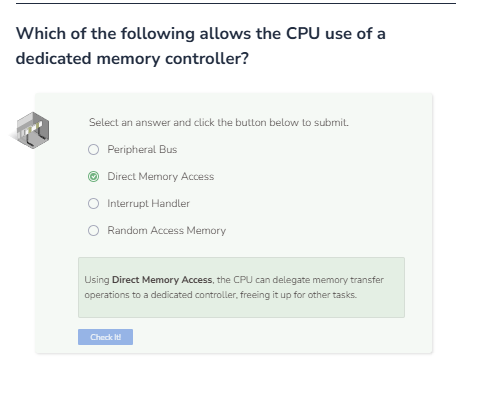 Which of the following allows the CPU use of a
dedicated memory controller?
Select an answer and click the button below to submit.
Peripheral Bus
Direct Memory Access
Interrupt Handler
Random Access Memory
Using Direct Memory Access, the CPU can delegate memory transfer
operations to a dedicated controller, freeing it up for other tasks.
Check It!